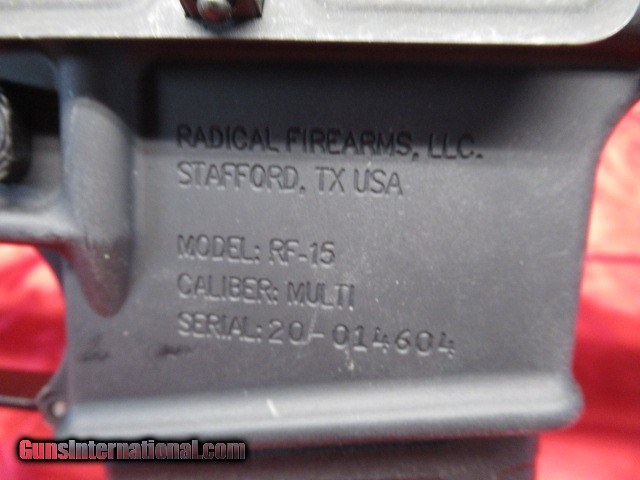 RADICAL FIREARMS, LLC.
STAFFORD, TX USA
MODEL: RF-15
CALIBER: MULTI
SERIAL: 20-014604
GunsInternational.com